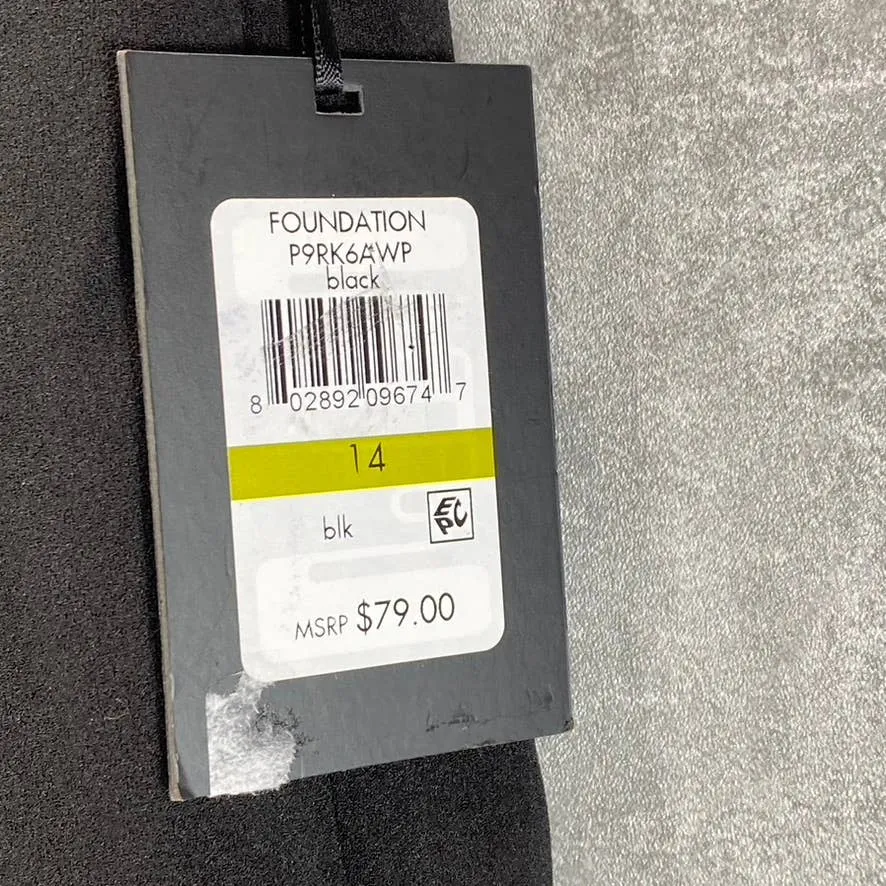 FOUNDATION
P9RK6AWP
black
8 02892 09674 7
14
blk
EPC
MSRP $79.00